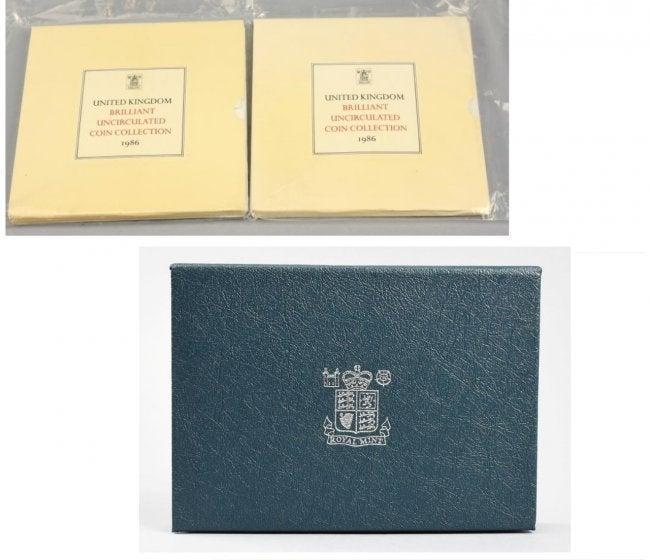 UNITED KINGDOM
BRILLIANT
UNCIRCULATED
COIN COLLECTION
1986
UNITED KINGDOM
BRILLIANT
UNCIRCULATED
COIN COLLECTION
1986
ROYAL MINT